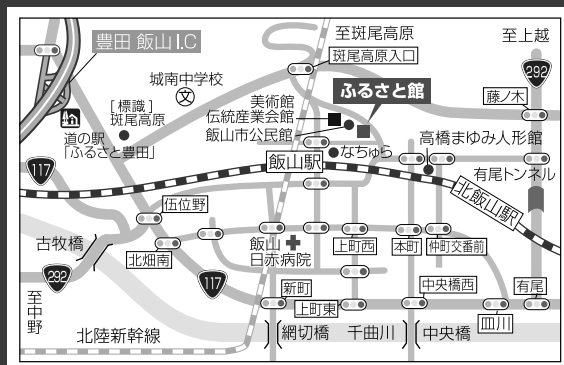 豊田 飯山I.C
至斑尾高原
斑尾高原入口
至上越
292
城南中学校
文
[標識]
斑尾高原
美術館
伝統産業会館
飯山市公民館
ふるさと館
藤ノ木
道の駅
「ふるさと豊田」
なちゅら
高橋まゆみ人形館
117
飯山駅
有尾トンネル
北飯山駅
伍位野
古牧橋
北畑南
飯山
日赤病院
上町西
本町
仲町交番前
292
117
新町
上町東
中央橋西
皿川
有尾
至中野
北陸新幹線
綱切橋
千曲川
中央橋